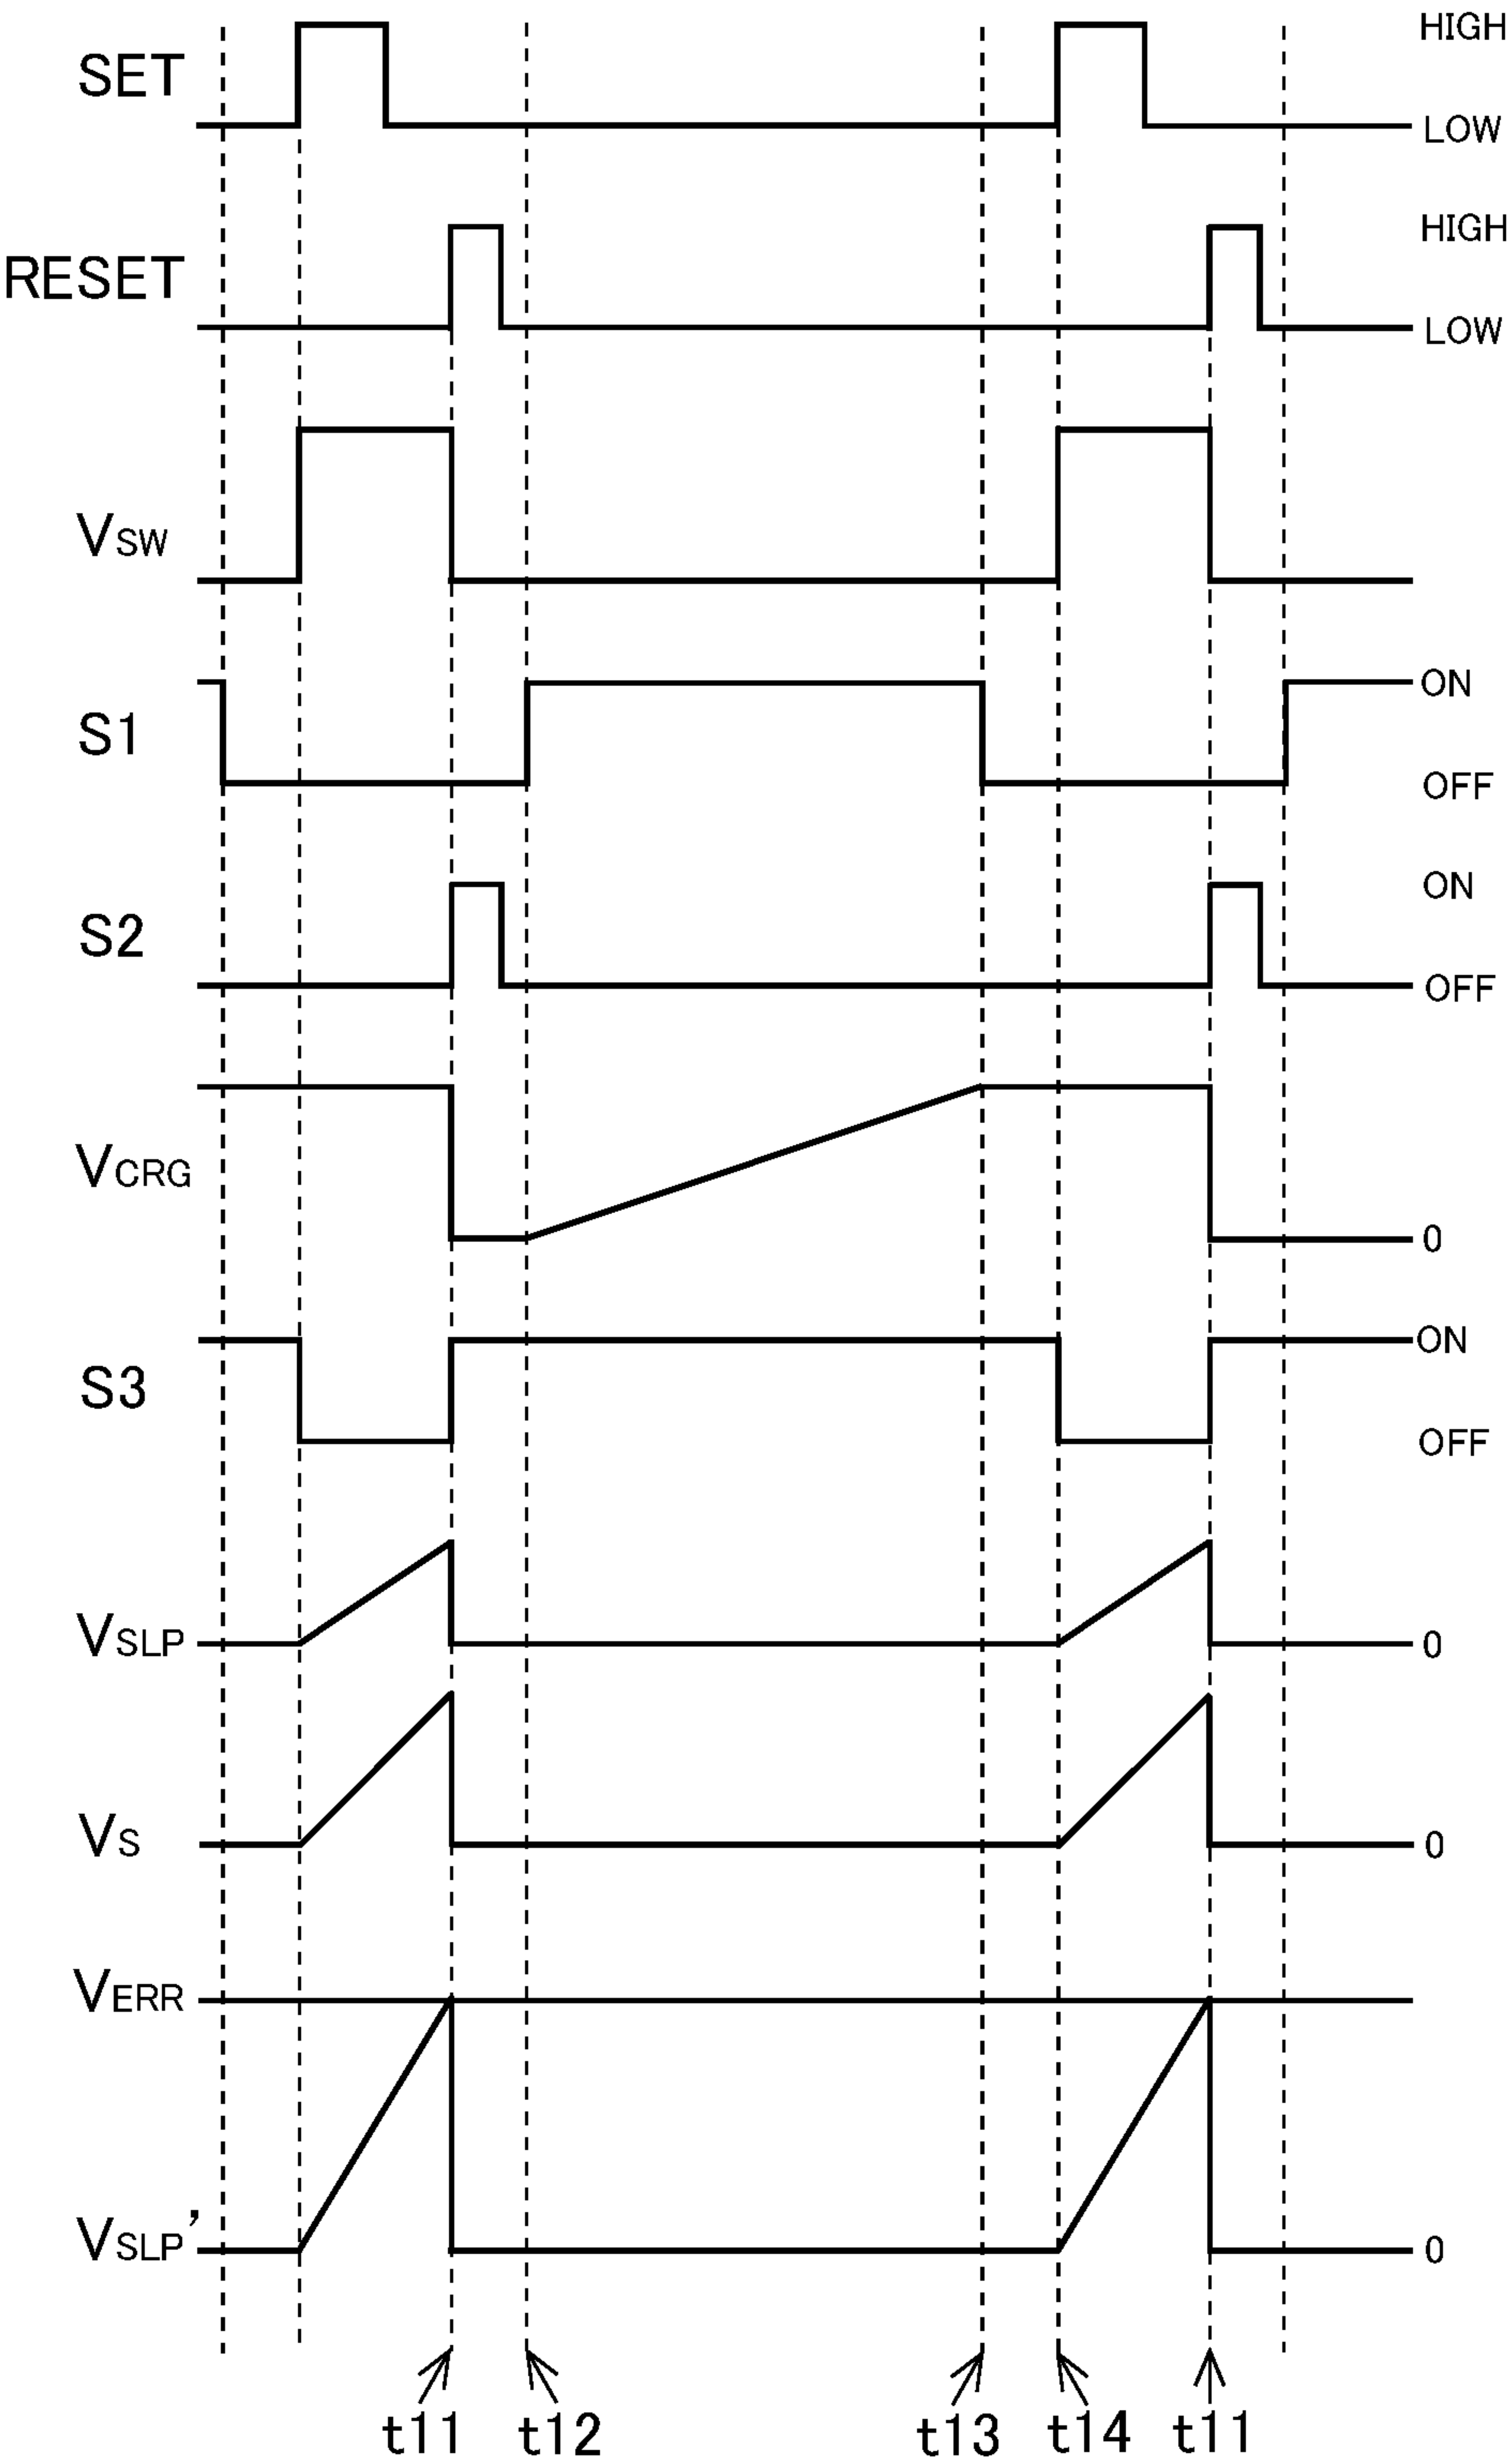 HIGH
SET
LOW
HIGH
RESET
LOW
VSW
ON
S1
OFF
ON
S2
OFF
VCRG
0
ON
S3
OFF
VSLP
0
VS
0
VERR
VSLP'
0
t11 t12 t13 t14 t11